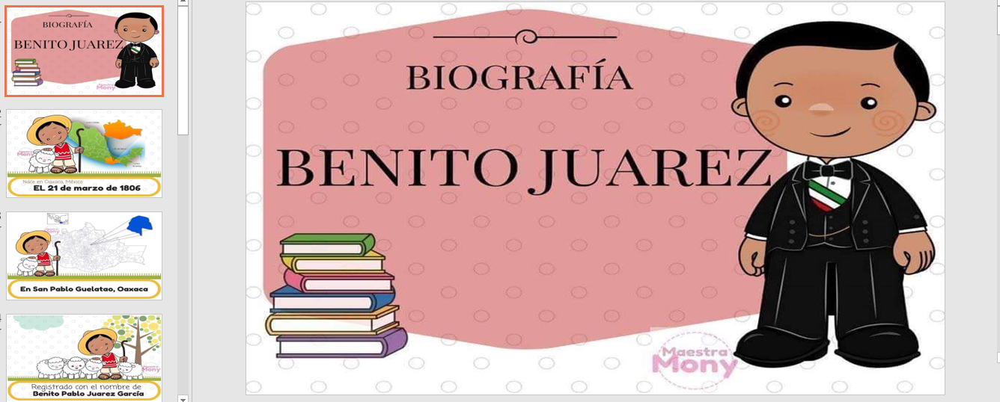 BIOGRAFÍA
BENITO JUAREZ
Nace en Oaxaca, México
EL 21 de marzo de 1806
En San Pablo Guelatao, Oaxaca
Registrado con el nombre de
Benito Pablo Juarez García
BIOGRAFÍA
BENITO JUAREZ
Maestra
Mony